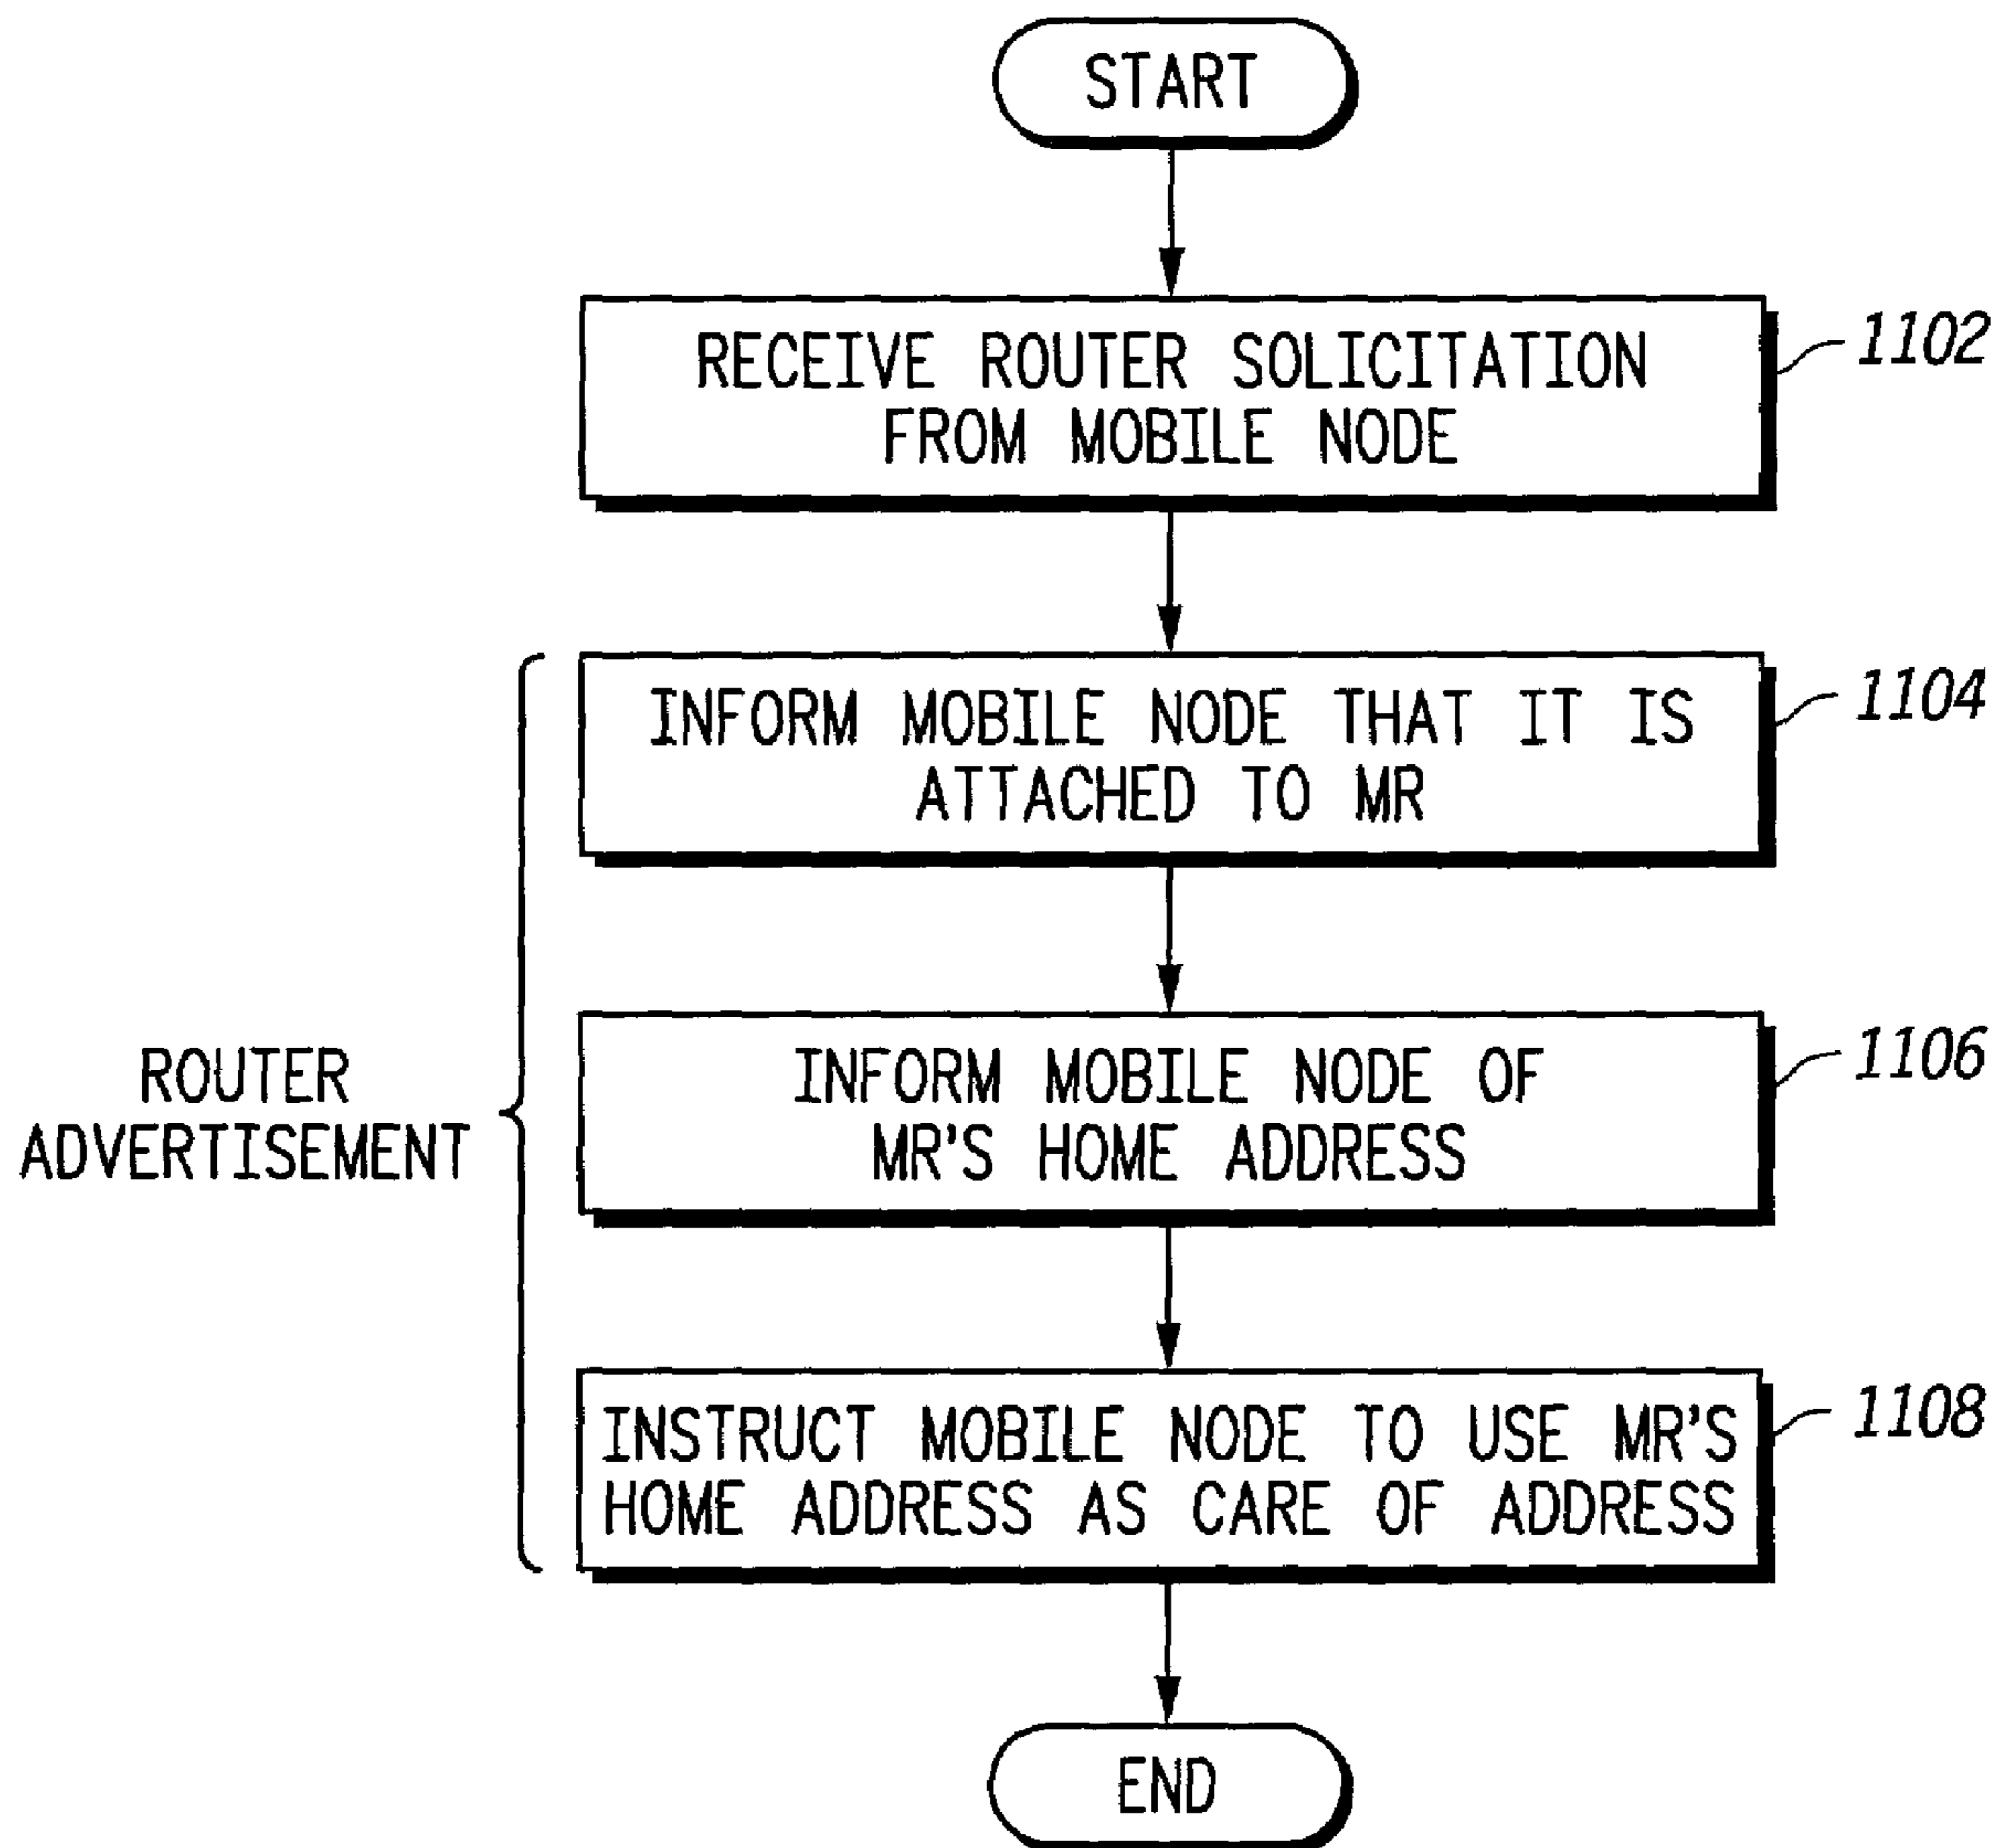 START
RECEIVE ROUTER SOLICITATION
FROM MOBILE NODE
1102
INFORM MOBILE NODE THAT IT IS
ATTACHED TO MR
1104
ROUTER
ADVERTISEMENT
INFORM MOBILE NODE OF
MR'S HOME ADDRESS
1106
INSTRUCT MOBILE NODE TO USE MR'S
HOME ADDRESS AS CARE OF ADDRESS
1108
END